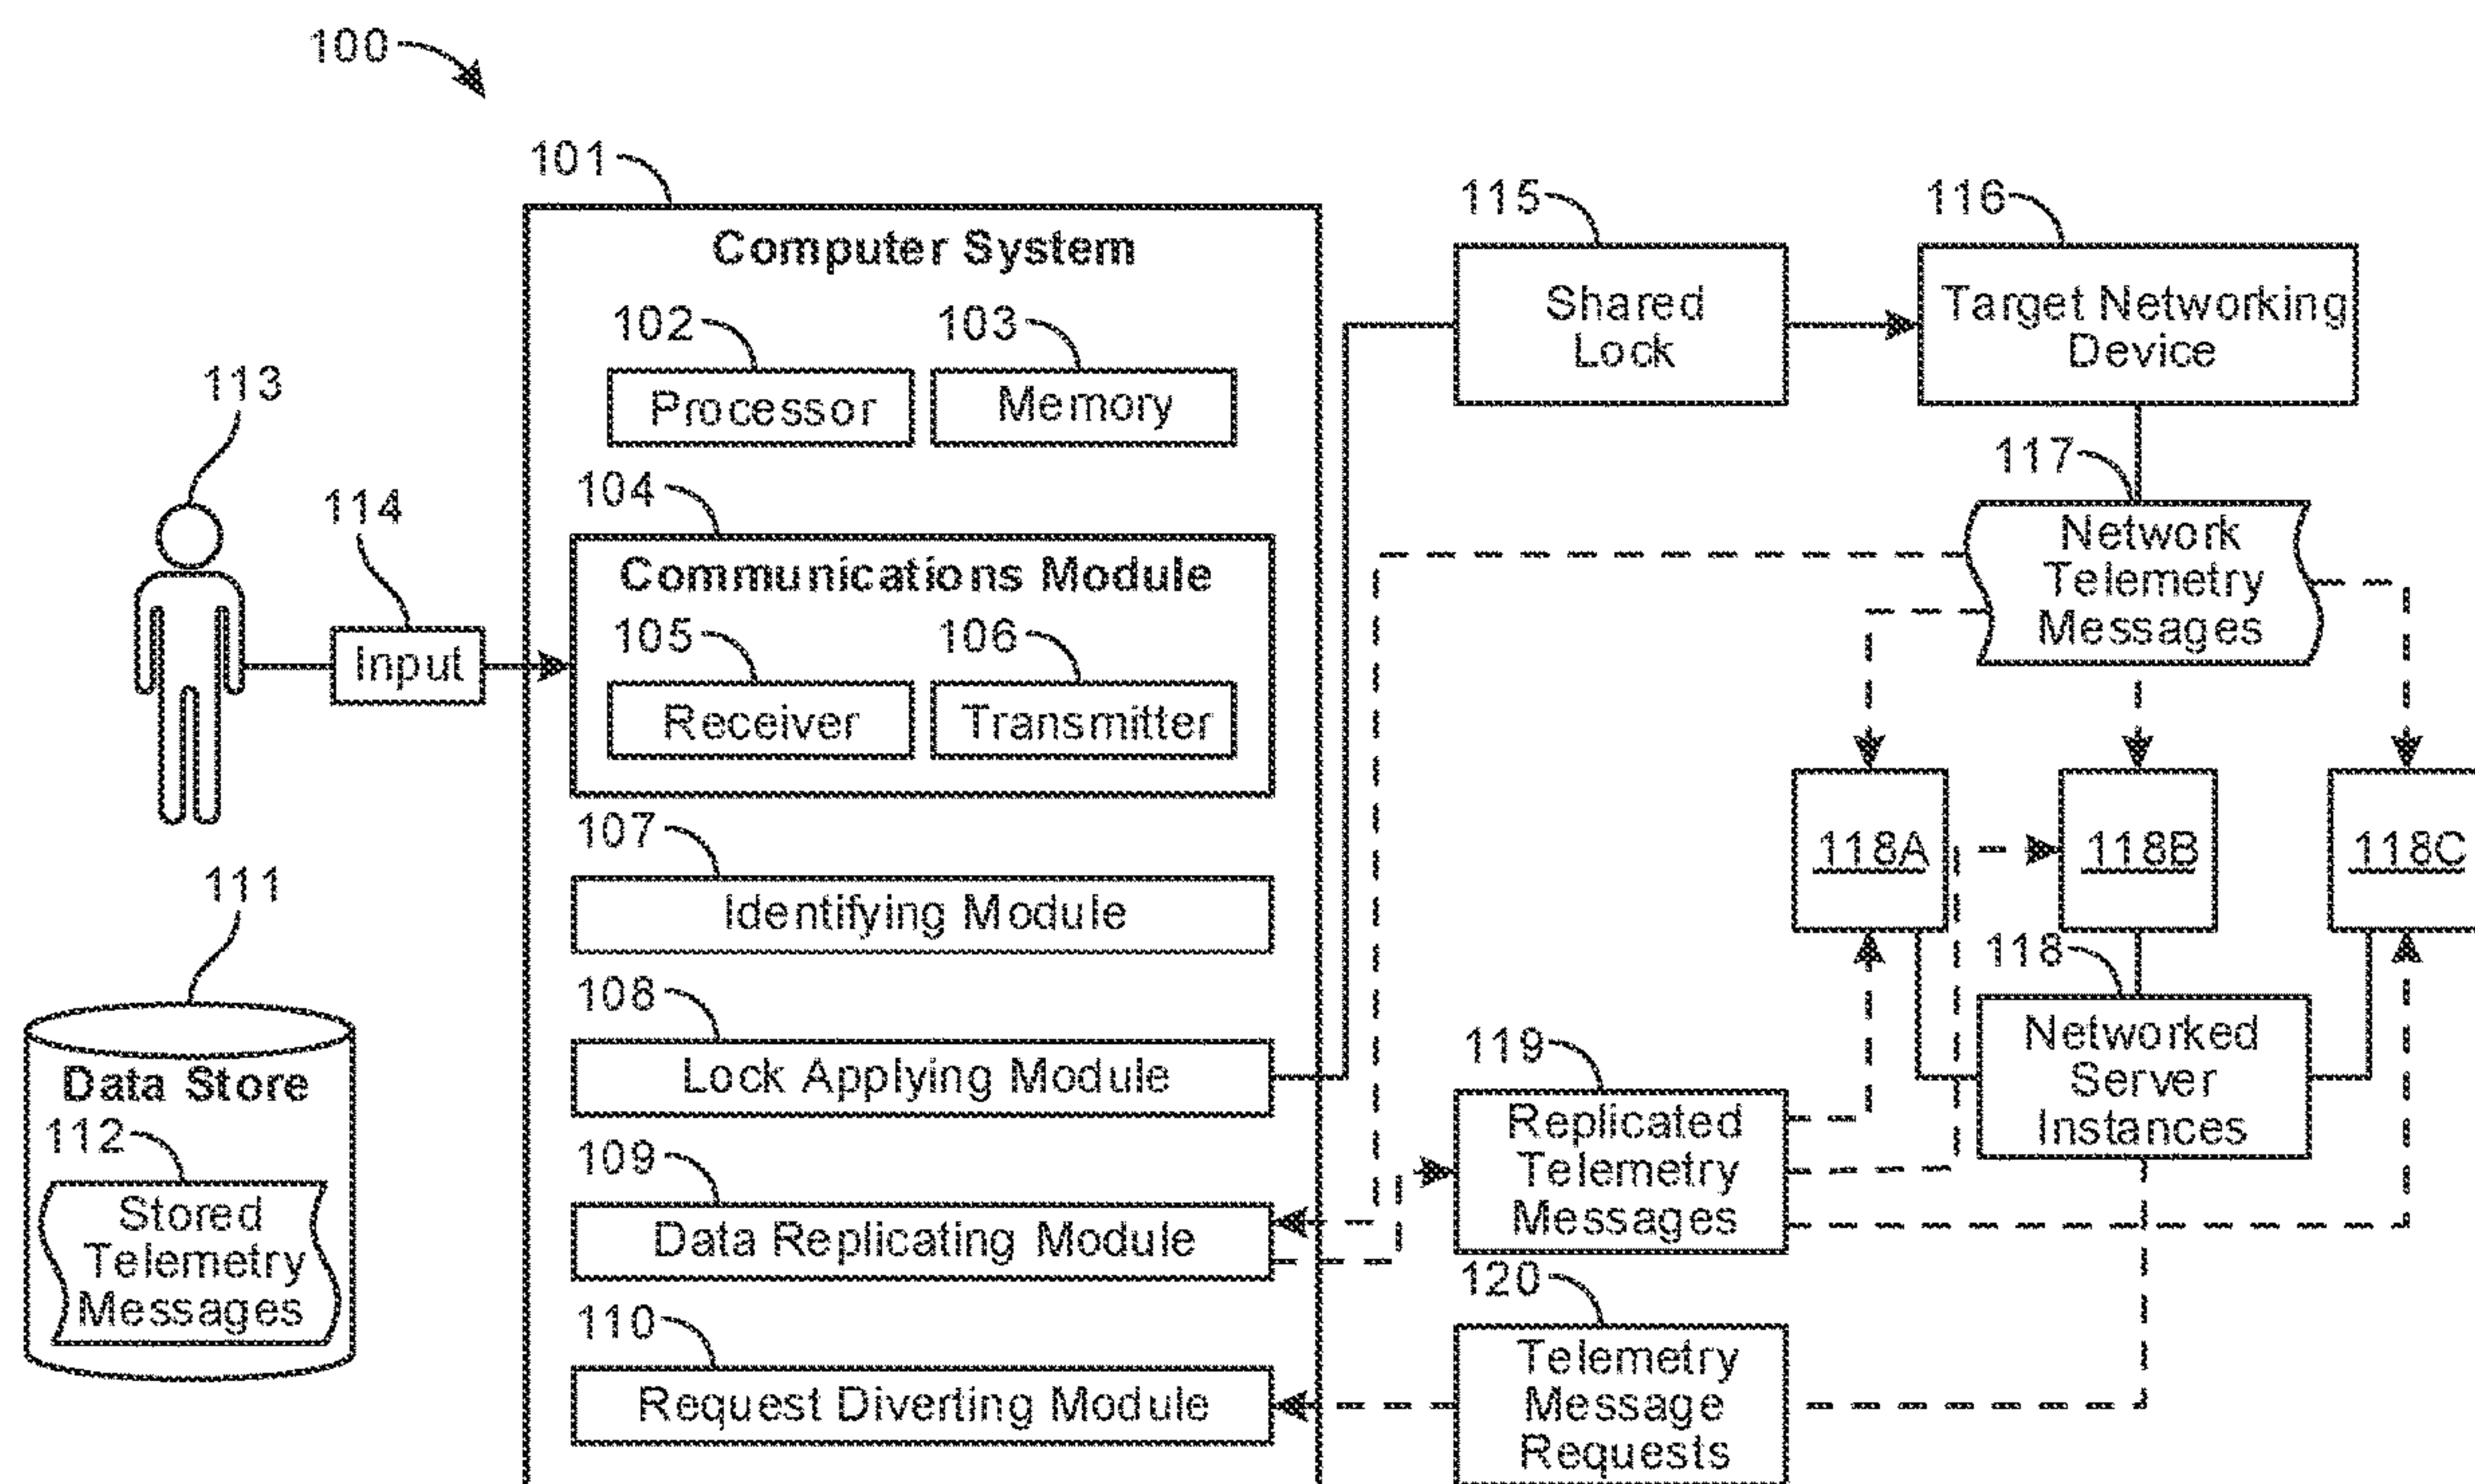 100
101
Computer System
102
103
Processor
Memory
104
Communications Module
105
106
Receiver
Transmitter
107
Identifying Module
108
Lock Applying Module
109
Data Replicating Module
110
Request Diverting Module
113
114
Input
111
Data Store
112
Stored
Telemetry
Messages
115
Shared
Lock
116
Target Networking
Device
117
Network
Telemetry
Messages
118A
118B
118C
118
Networked
Server
Instances
119
Replicated
Telemetry
Messages
120
Telemetry
Message
Requests